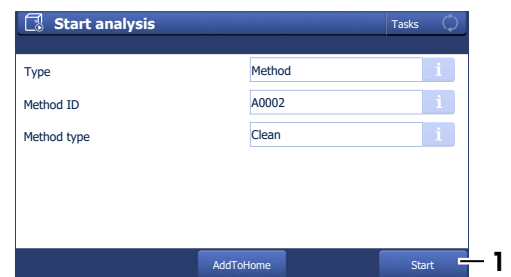 Start analysis Tasks
Type Method i
Method ID A0002 i
Method type Clean i
AddToHome Start 1